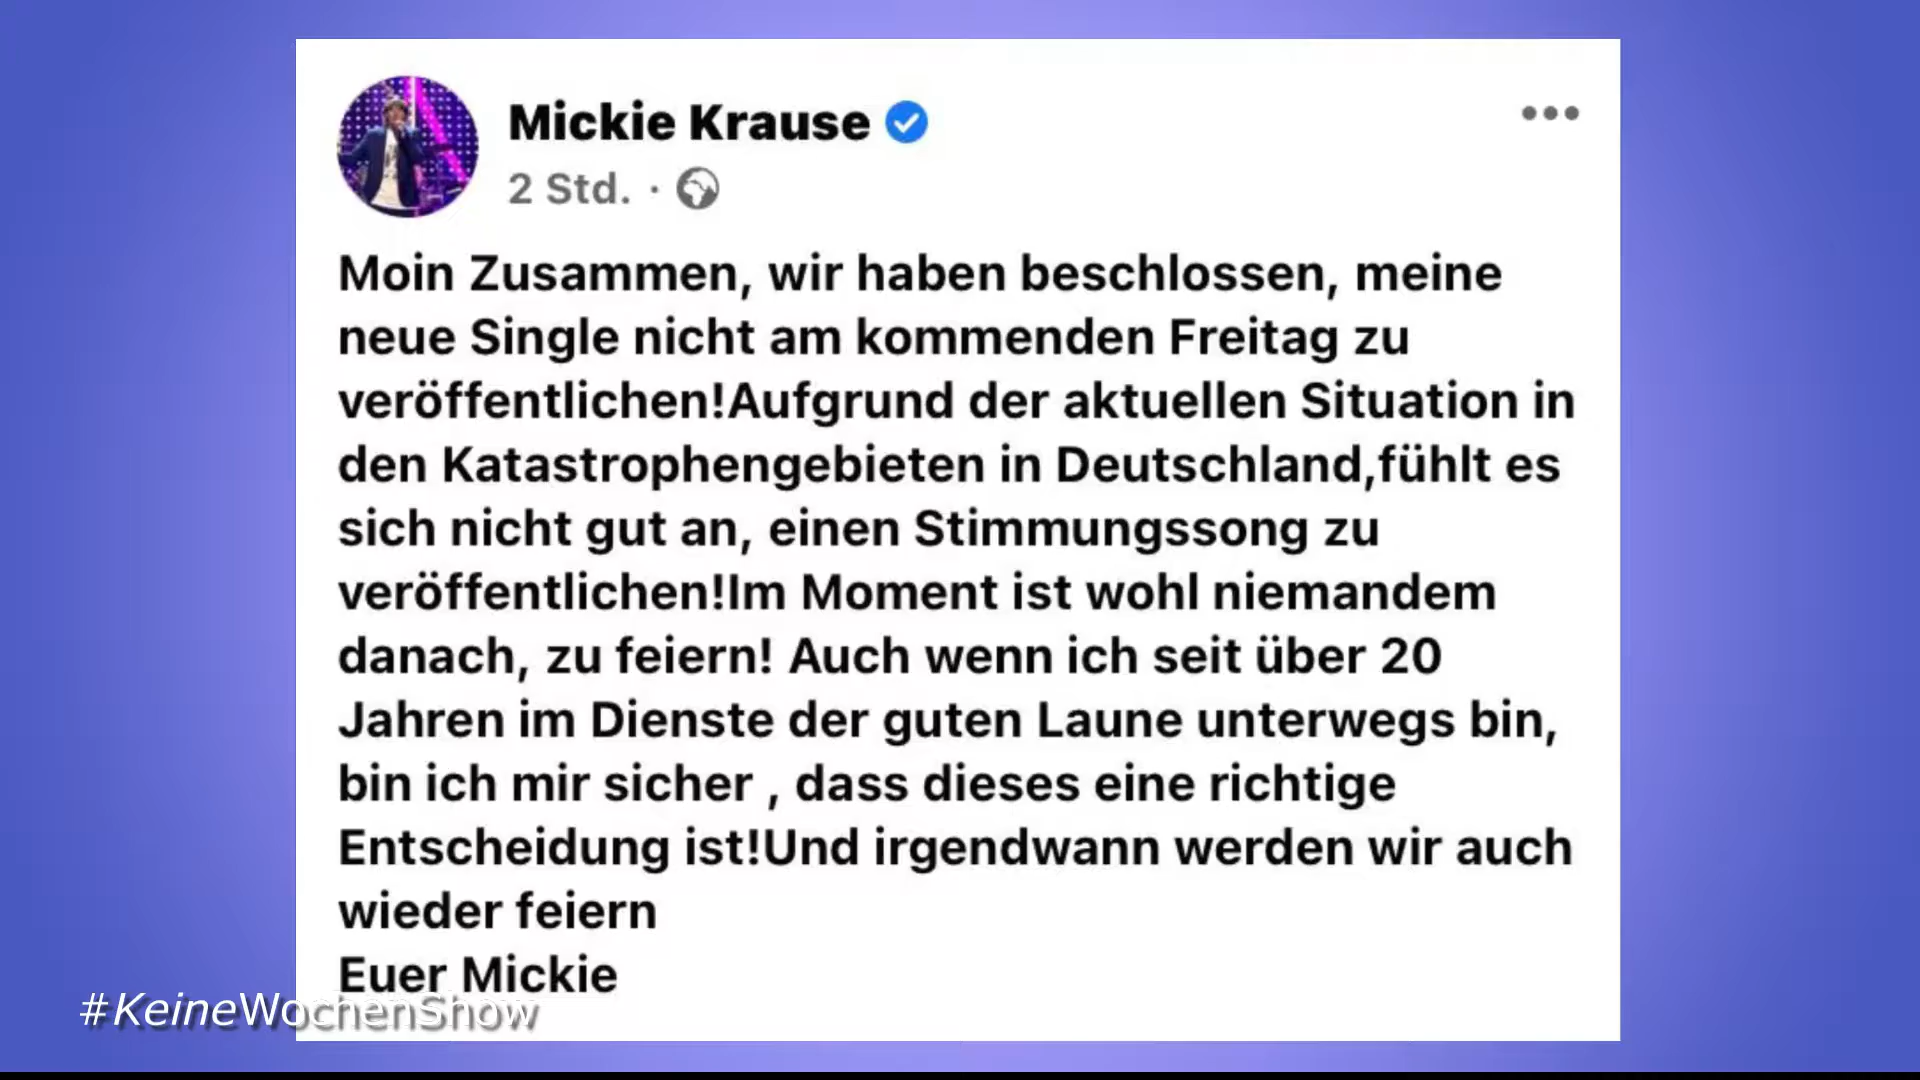 Mickie Krause
2 Std. ·
Moin Zusammen, wir haben beschlossen, meine
neue Single nicht am kommenden Freitag zu
veröffentlichen!Aufgrund der aktuellen Situation in
den Katastrophengebieten in Deutschland,fühlt es
sich nicht gut an, einen Stimmungssong zu
veröffentlichen!Im Moment ist wohl niemandem
danach, zu feiern! Auch wenn ich seit über 20
Jahren im Dienste der guten Laune unterwegs bin,
bin ich mir sicher , dass dieses eine richtige
Entscheidung ist!Und irgendwann werden wir auch
wieder feiern
Euer Mickie
#KeineWochenShow